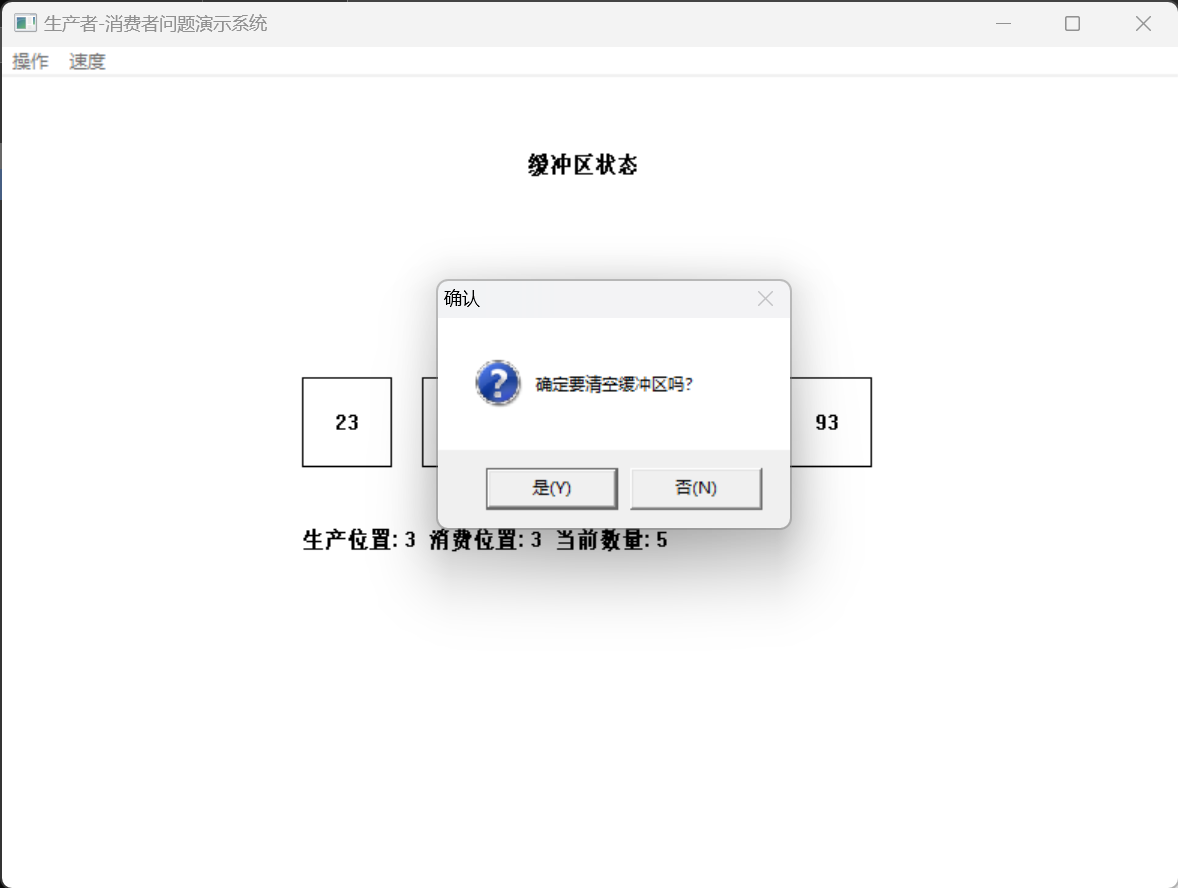 生产者-消费者问题演示系统
操作 速度
缓冲区状态
确认
确定要清空缓冲区吗?
23
93
是(Y) 否(N)
生产位置: 3 消费位置: 3 当前数量: 5